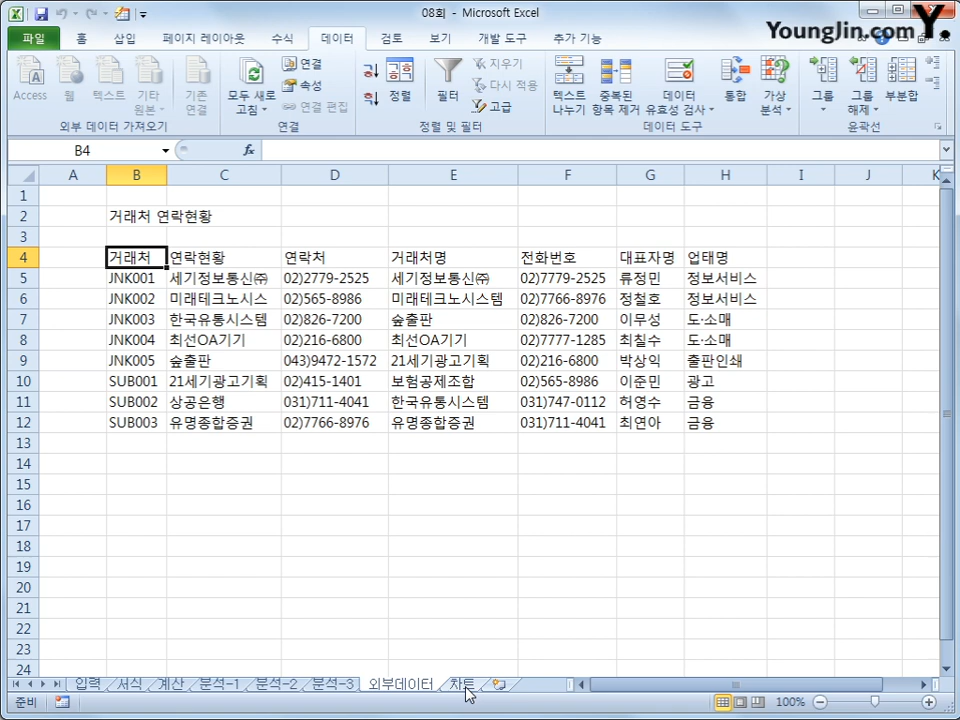 08회 - Microsoft Excel
YoungJin.com Y.
파일 홈 삽입 페이지 레이아웃 수식 데이터 검토 보기 개발 도구 추가 기능
Access 웹 텍스트 기타 원본 기존 연결 모두 새로 고침 연결 속성 연결 편집 정렬 필터 지우기 다시 적용 고급 텍스트 나누기 중복된 항목 제거 데이터 유효성 검사 통합 가상 분석 그룹 그룹 해제 부분합
외부 데이터 가져오기 연결 정렬 및 필터 데이터 도구 윤곽선
B4 fx
A B C D E F G H I J K
1
2 거래처 연락현황
3
4 거래처 연락현황 연락처 거래처명 전화번호 대표자명 업태명
5 JNK001 세기정보통신㈜ 02)2779-2525 세기정보통신㈜ 02)7779-2525 류정민 정보서비스
6 JNK002 미래테크노시스 02)565-8986 미래테크노시스템 02)7766-8976 정철호 정보서비스
7 JNK003 한국유통시스템 02)826-7200 숲출판 02)826-7200 이무성 도·소매
8 JNK004 최선OA기기 02)216-6800 최선OA기기 02)7777-1285 최칠수 도·소매
9 JNK005 숲출판 043)9472-1572 21세기광고기획 02)216-6800 박상익 출판인쇄
10 SUB001 21세기광고기획 02)415-1401 보험공제조합 02)565-8986 이준민 광고
11 SUB002 상공은행 031)711-4041 한국유통시스템 031)747-0112 허영수 금융
12 SUB003 유명종합증권 02)7766-8976 유명종합증권 031)711-4041 최연아 금융
13
14
15
16
17
18
19
20
21
22
23
24
입력 서식 계산 분석-1 분석-2 분석-3 외부데이터 차트
준비 100%